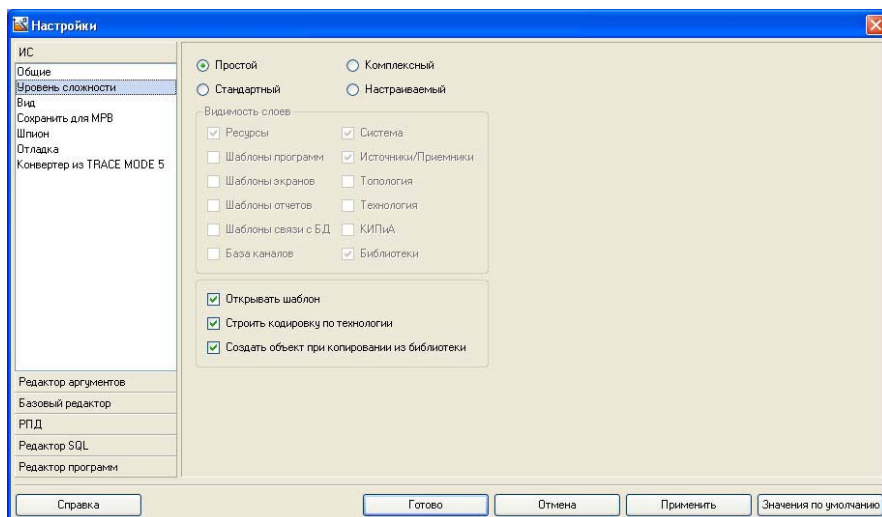 Настройки
ИС
Общие
Уровень сложности
Вид
Сохранить для МРВ
Шпион
Отладка
Конвертер из TRACE MODE 5
Редактор аргументов
Базовый редактор
РПД
Редактор SQL
Редактор программ
Простой
Комплексный
Стандартный
Настраиваемый
Видимость слоев
Ресурсы
Система
Шаблоны программ
Источники/Приемники
Шаблоны экранов
Топология
Шаблоны отчетов
Технология
Шаблоны связи с БД
КИПиА
База каналов
Библиотеки
Открывать шаблон
Строить кодировку по технологии
Создать объект при копировании из библиотеки
Справка
Готово
Отмена
Применить
Значения по умолчанию